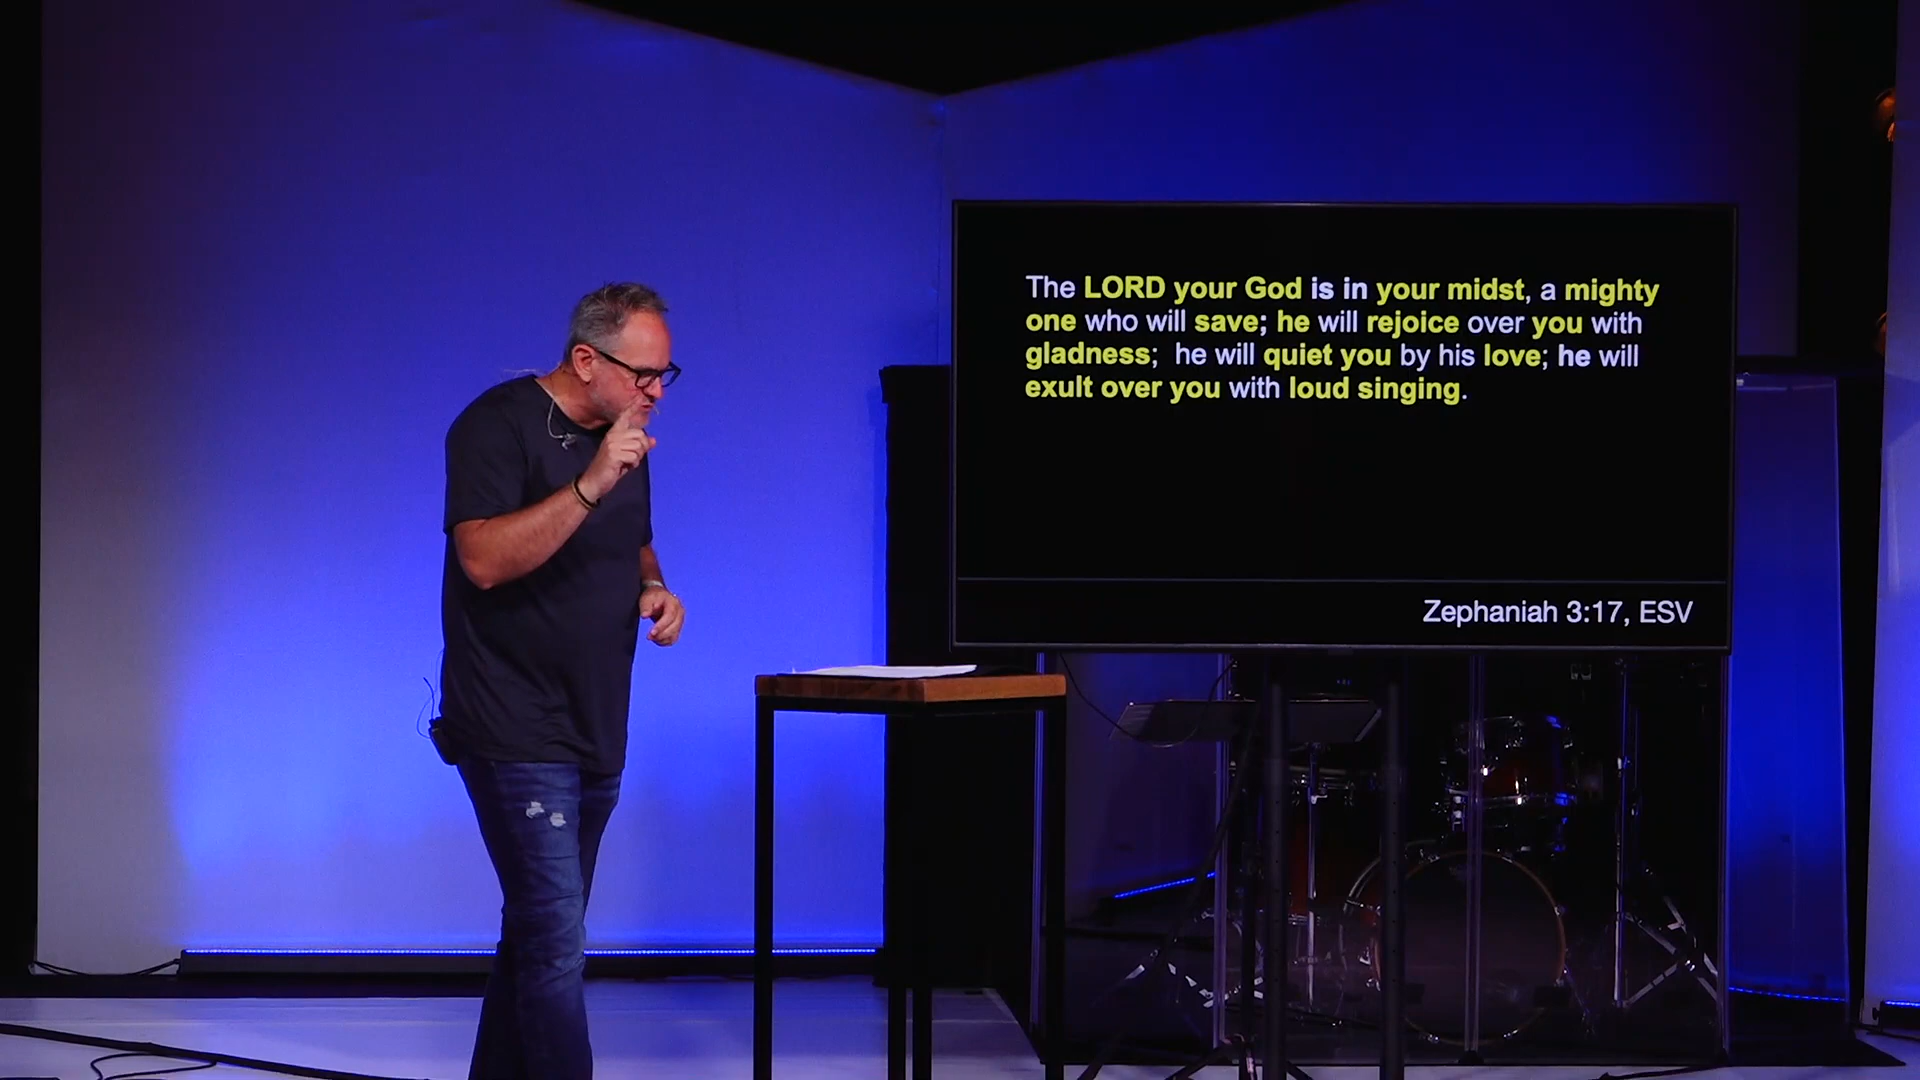 The LORD your God is in your midst, a mighty
one who will save; he will rejoice over you with
gladness;  he will quiet you by his love; he will
exult over you with loud singing.
Zephaniah 3:17, ESV